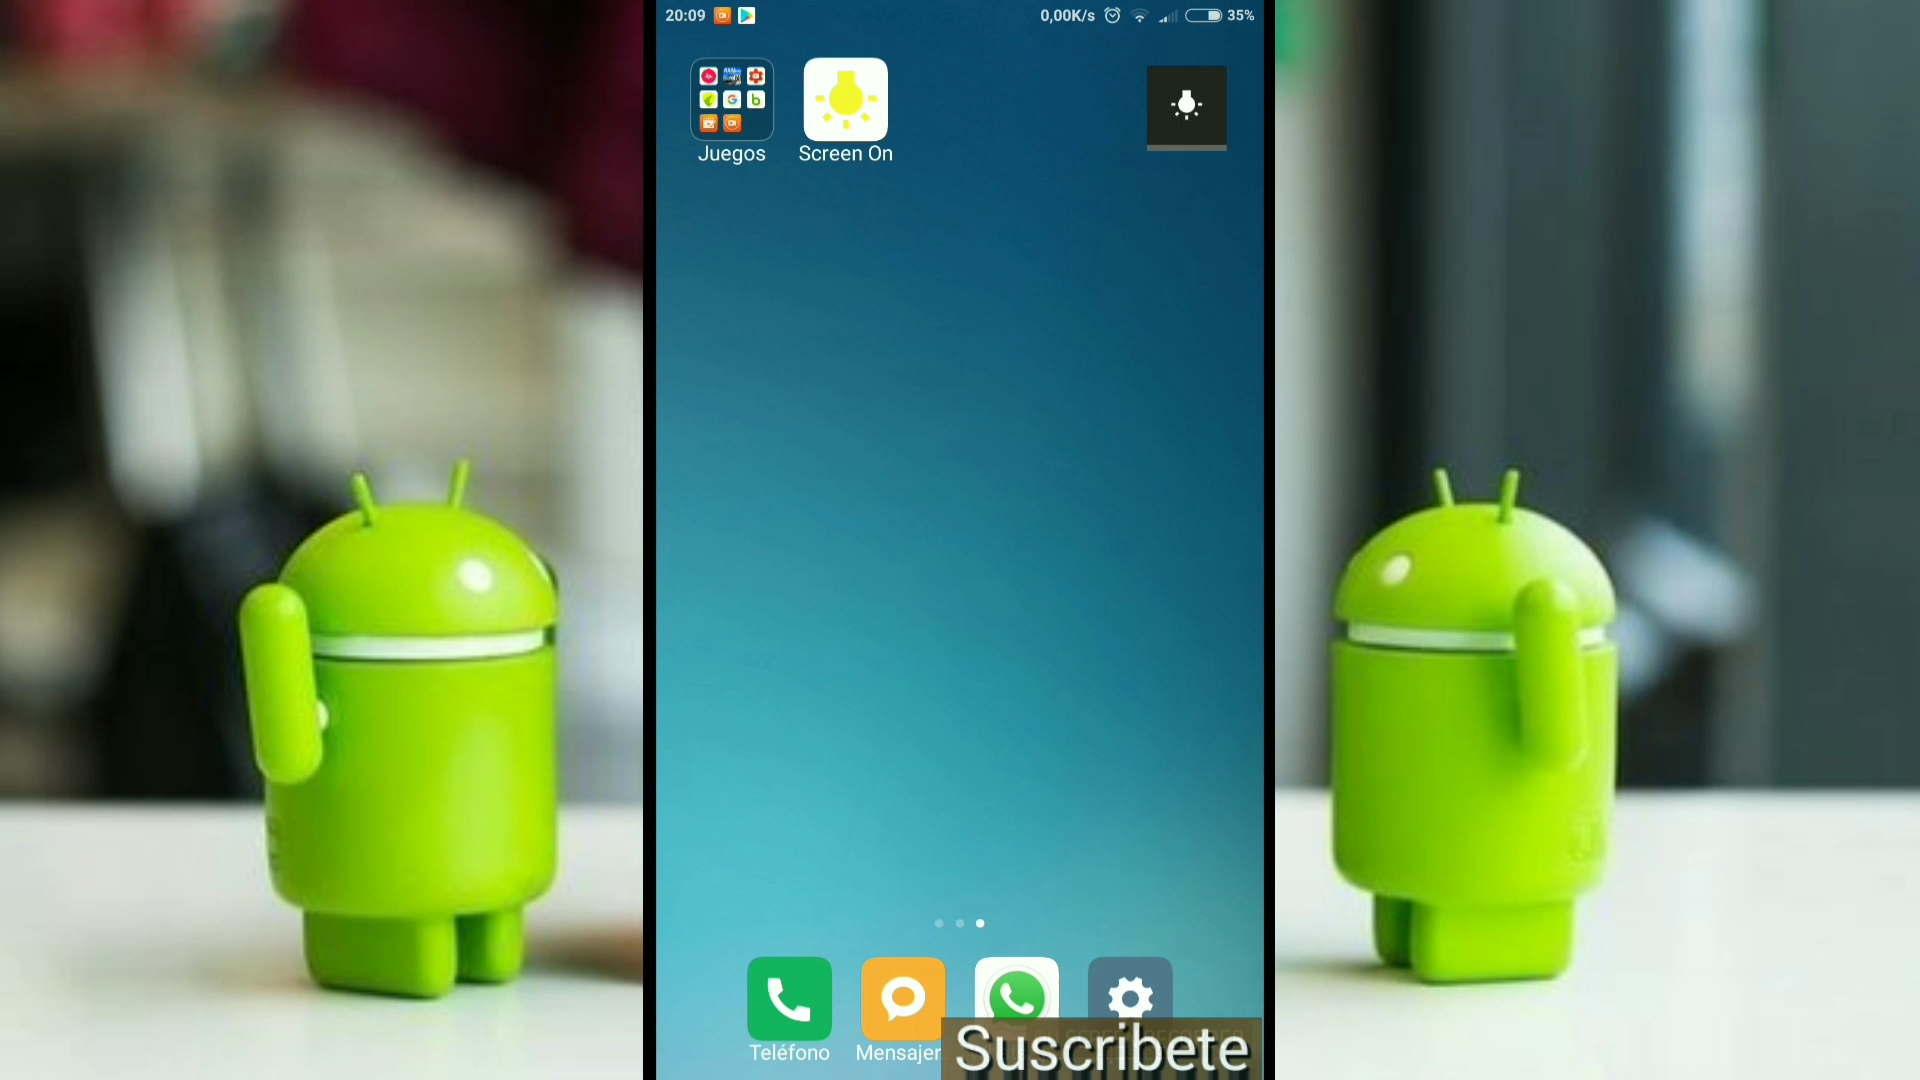 20:09
0,00K/s 35%
Juegos
Screen On
Teléfono
Mensajer
Suscribete